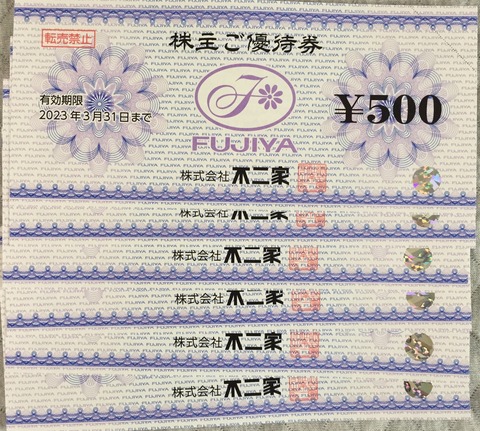 転売禁止
株主ご優待券
有効期限
2023年3月31日まで
¥500
FUJIYA
株式会社 不二家
株式会社 不二家
株式会社 不二家
株式会社 不二家
株式会社 不二家
株式会社 不二家